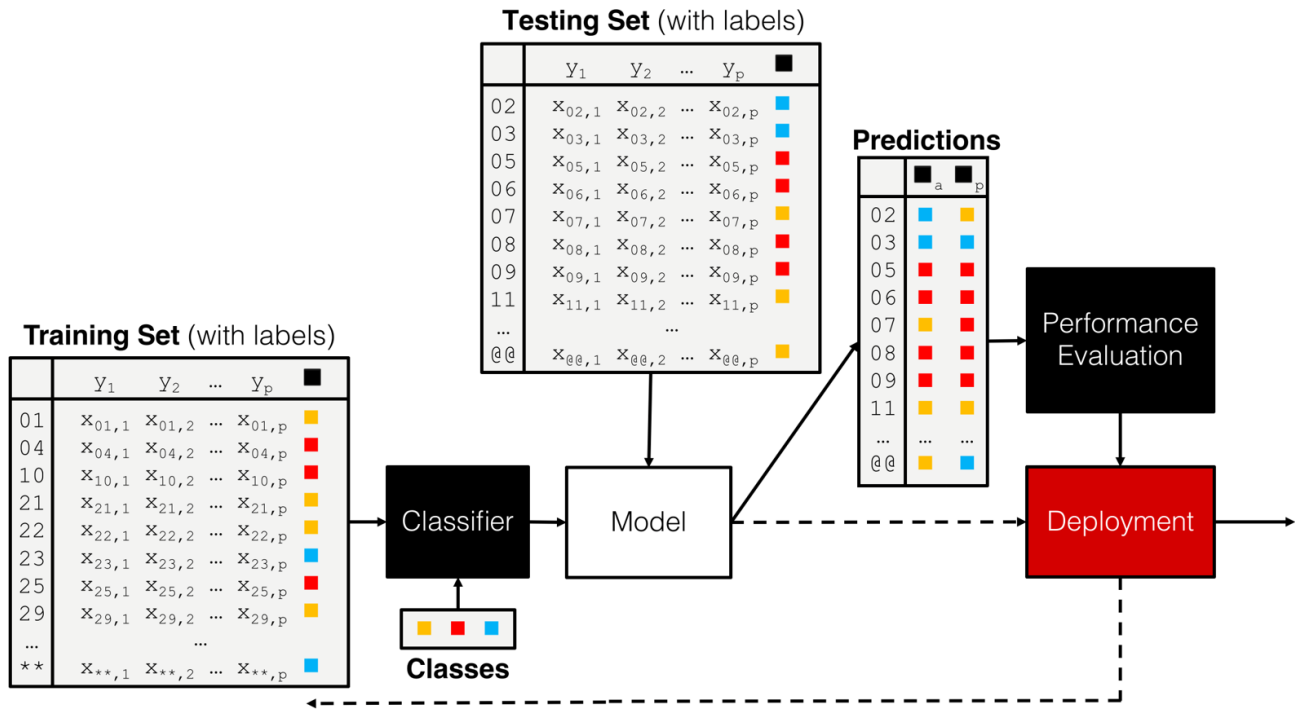 Testing Set (with labels)
y1 y2 … yp
02 x02,1 x02,2 … x02,p
03 x03,1 x03,2 … x03,p
05 x05,1 x05,2 … x05,p
06 x06,1 x06,2 … x06,p
07 x07,1 x07,2 … x07,p
08 x08,1 x08,2 … x08,p
09 x09,1 x09,2 … x09,p
11 x11,1 x11,2 … x11,p
… …
@@ x@@,1 x@@,2 … x@@,p
Predictions
a p
02
03
05
06
07
08
09
11
… … …
@@
Performance
Evaluation
Training Set (with labels)
y1 y2 … yp
01 x01,1 x01,2 … x01,p
04 x04,1 x04,2 … x04,p
10 x10,1 x10,2 … x10,p
21 x21,1 x21,2 … x21,p
22 x22,1 x22,2 … x22,p
23 x23,1 x23,2 … x23,p
25 x25,1 x25,2 … x25,p
29 x29,1 x29,2 … x29,p
… …
** x**,1 x**,2 … x**,p
Classifier
Model
Deployment
Classes